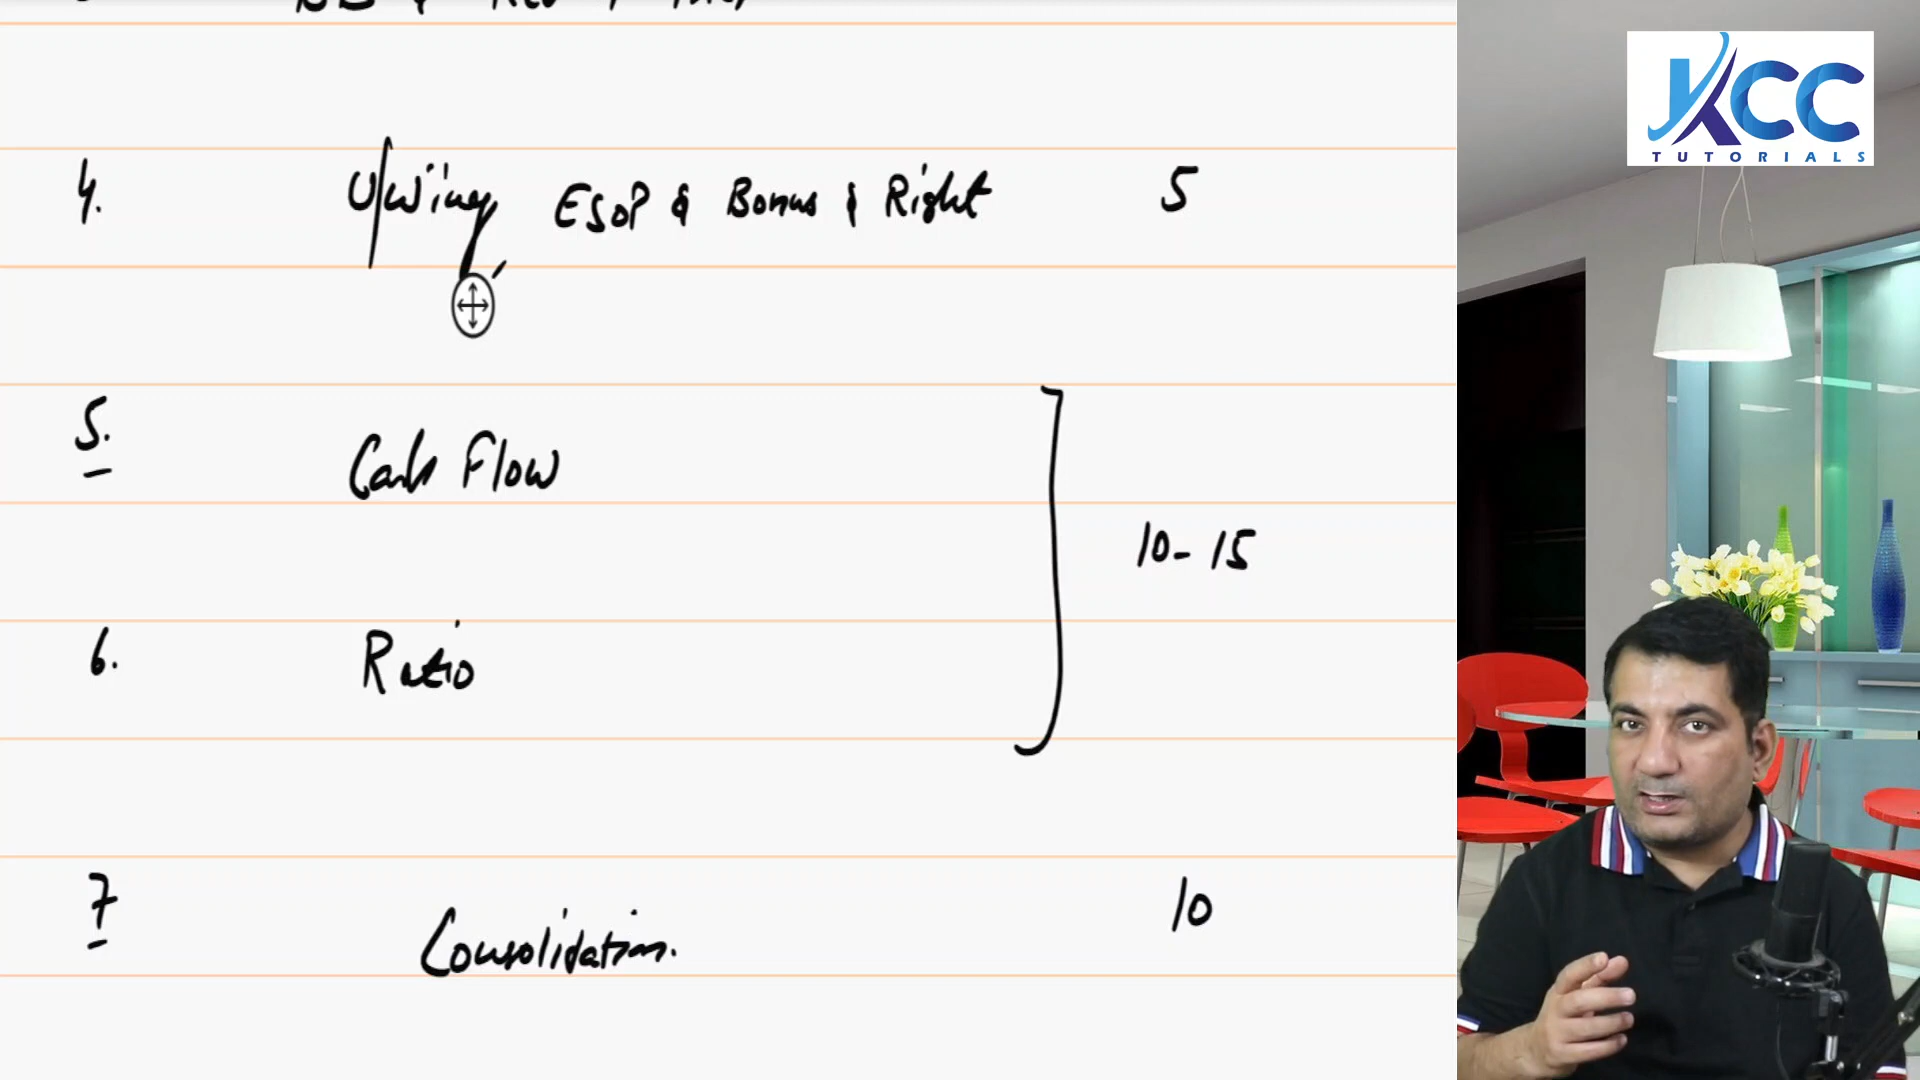 KCC
TUTORIALS
4. U/Wing ESOP & Bonus & Right 5
5. Cash Flow
10-15
6. Ratio
7 Consolidation. 10